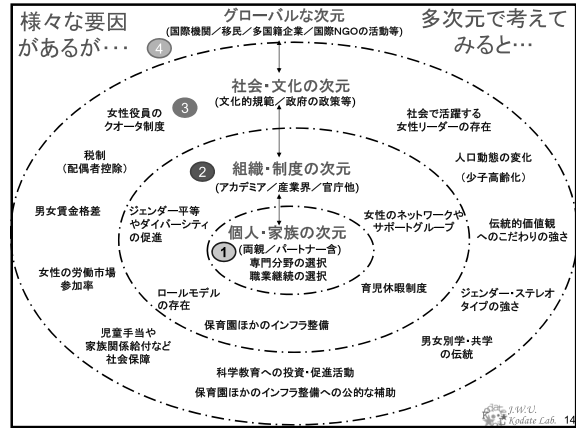 様々な要因
があるが・・・
グローバルな次元
(国際機関／移民／多国籍企業／国際NGOの活動等)
多次元で考えて
みると…
4
社会・文化の次元
(文化的規範／政府の政策等)
3
女性役員の
クオータ制度
社会で活躍する
女性リーダーの存在
税制
(配偶者控除)
2
組織・制度の次元
(アカデミア／産業界／官庁他)
人口動態の変化
(少子高齢化)
男女賃金格差
ジェンダー平等
やダイバーシティ
の促進
女性のネットワークや
サポートグループ
伝統的価値観
へのこだわりの強さ
個人・家族の次元
(両親／パートナー含)
専門分野の選択
職業継続の選択
1
女性の労働市場
参加率
ロールモデル
の存在
育児休暇制度
ジェンダー・ステレオ
タイプの強さ
保育園ほかのインフラ整備
児童手当や
家族関係給付など
社会保障
男女別学・共学
の伝統
科学教育への投資・促進活動
保育園ほかのインフラ整備への公的な補助
J.W.U.
Kodate Lab.
14